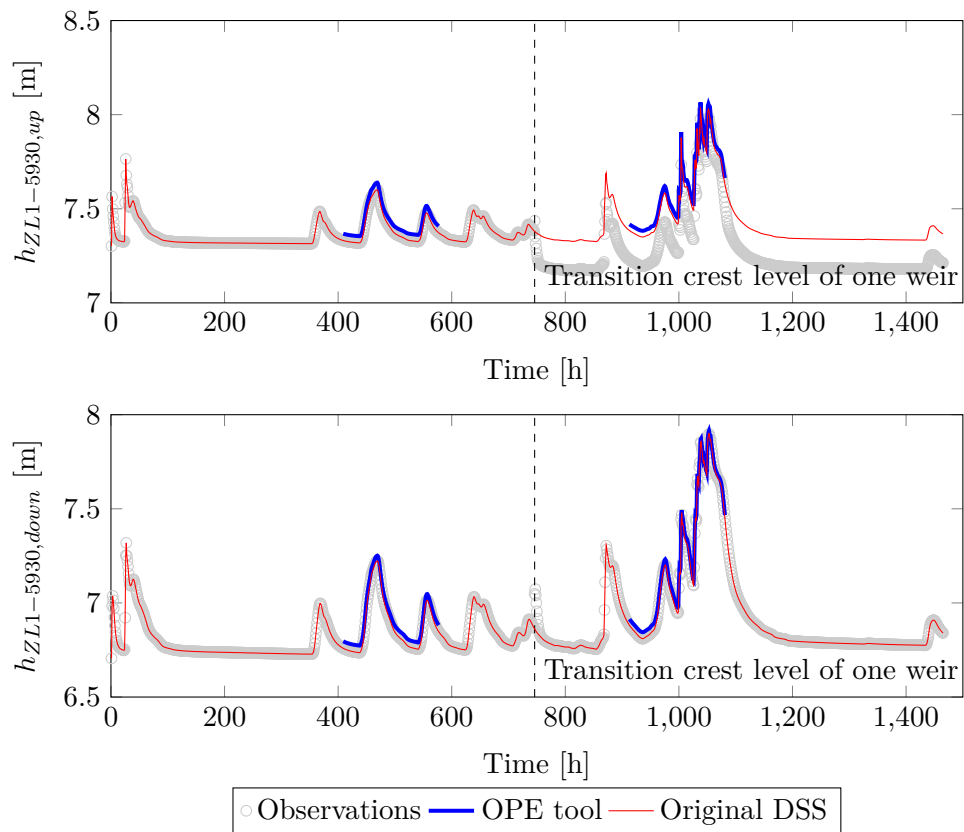 8.5
8
7.5
7
h_{ZL1−5930,up} [m]
Transition crest level of one weir
0 200 400 600 800 1,000 1,200 1,400
Time [h]
8
7.5
7
6.5
h_{ZL1−5930,down} [m]
Transition crest level of one weir
0 200 400 600 800 1,000 1,200 1,400
Time [h]
Observations OPE tool Original DSS